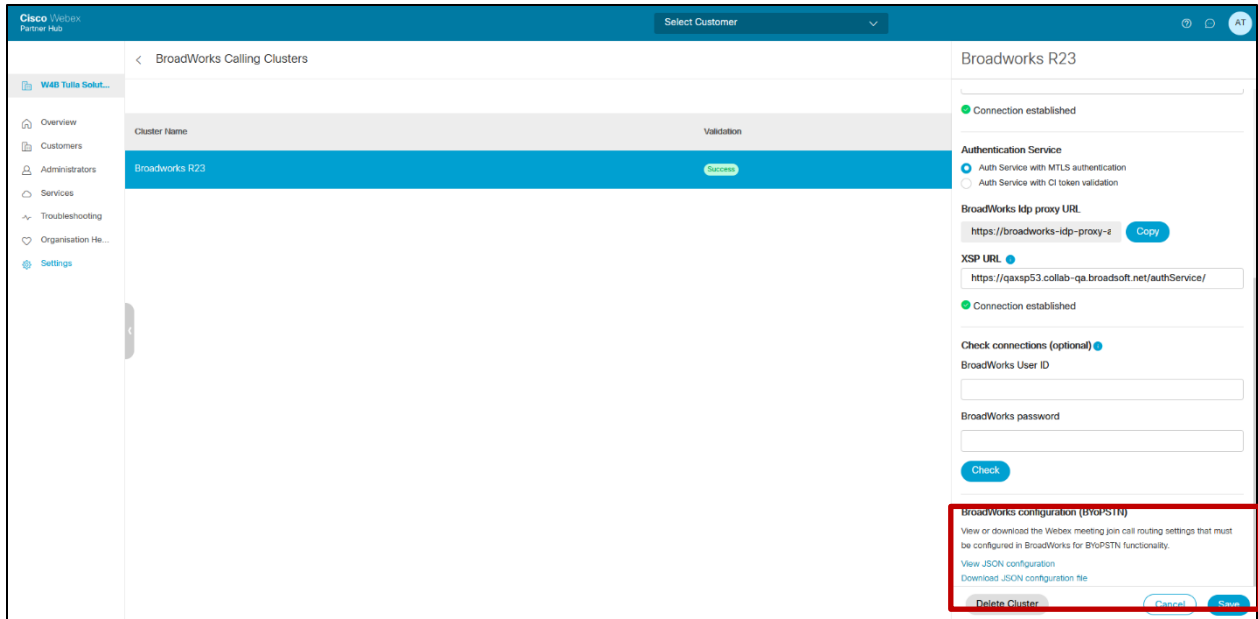 Cisco Webex
Partner Hub
Select Customer
AT
W4B Tulla Solut...
Overview
Customers
Administrators
Services
Troubleshooting
Organisation He...
Settings
BroadWorks Calling Clusters
Cluster Name
Validation
Broadworks R23
Success
Broadworks R23
Connection established
Authentication Service
Auth Service with MTLS authentication
Auth Service with CI token validation
BroadWorks Idp proxy URL
https://broadworks-idp-proxy-a
Copy
XSP URL
https://qaxsp53.collab-qa.broadsoft.net/authService/
Connection established
Check connections (optional)
BroadWorks User ID
BroadWorks password
Check
BroadWorks configuration (BYoPSTN)
View or download the Webex meeting join call routing settings that must
be configured in BroadWorks for BYoPSTN functionality.
View JSON configuration
Download JSON configuration file
Delete Cluster
Cancel
Save